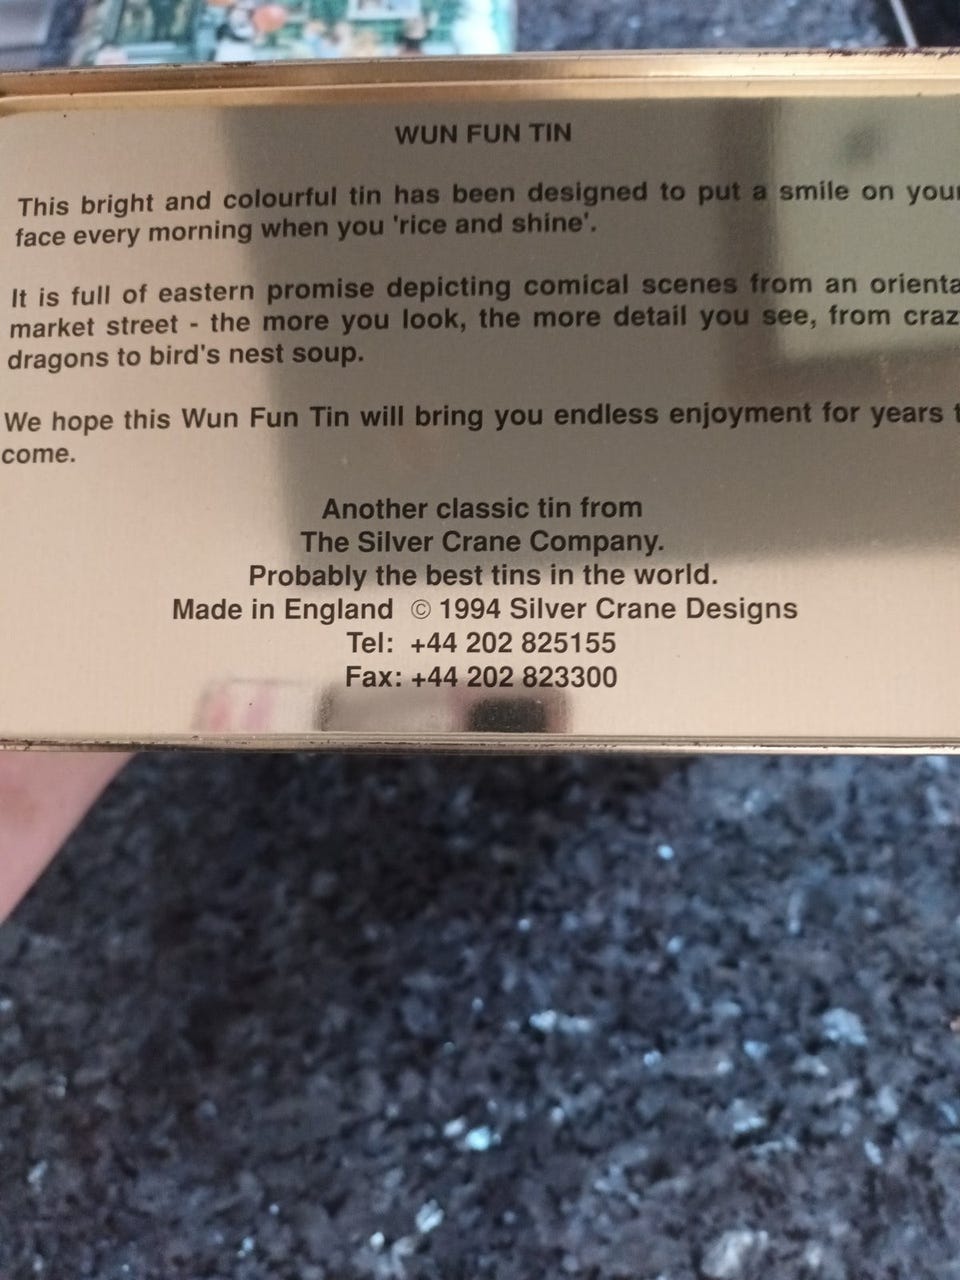 WUN FUN TIN
This bright and colourful tin has been designed to put a smile on your
face every morning when you 'rice and shine'.
It is full of eastern promise depicting comical scenes from an orienta
market street - the more you look, the more detail you see, from craz
dragons to bird's nest soup.
We hope this Wun Fun Tin will bring you endless enjoyment for years t
come.
Another classic tin from
The Silver Crane Company.
Probably the best tins in the world.
Made in England © 1994 Silver Crane Designs
Tel: +44 202 825155
Fax: +44 202 823300